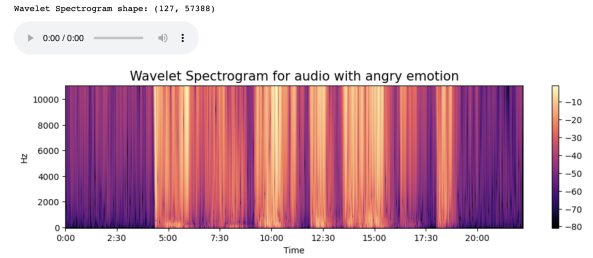 Wavelet Spectrogram shape: (127, 57388)
0:00 / 0:00
Wavelet Spectrogram for audio with angry emotion
10000
8000
6000
4000
2000
0
Hz
0:00 2:30 5:00 7:30 10:00 12:30 15:00 17:30 20:00
Time
−10
−20
−30
−40
−50
−60
−70
−80